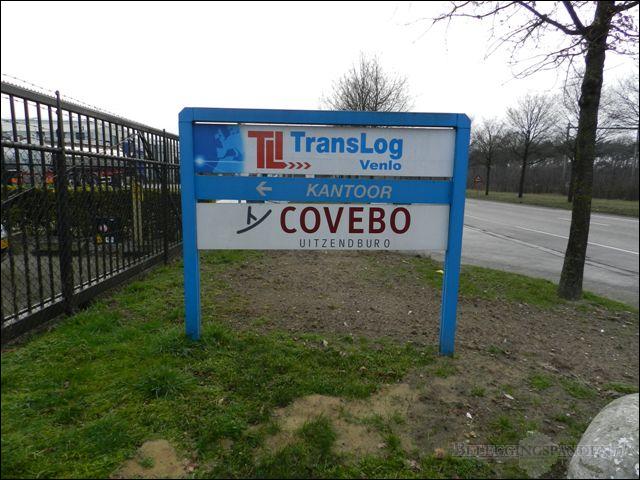 TL TransLog
Venlo
KANTOOR
COVEBO
UITZENDBURO